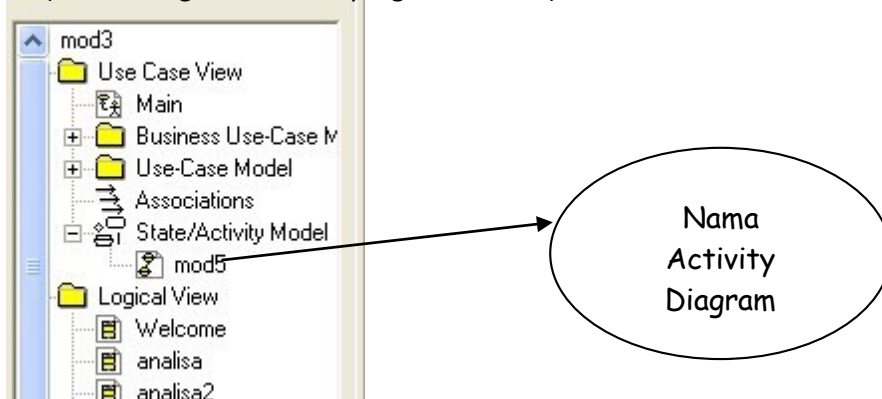 mod3
Use Case View
Main
Business Use-Case M
Use-Case Model
Associations
State/Activity Model
mod5
Logical View
Welcome
analisa
analisa2
Nama
Activity
Diagram